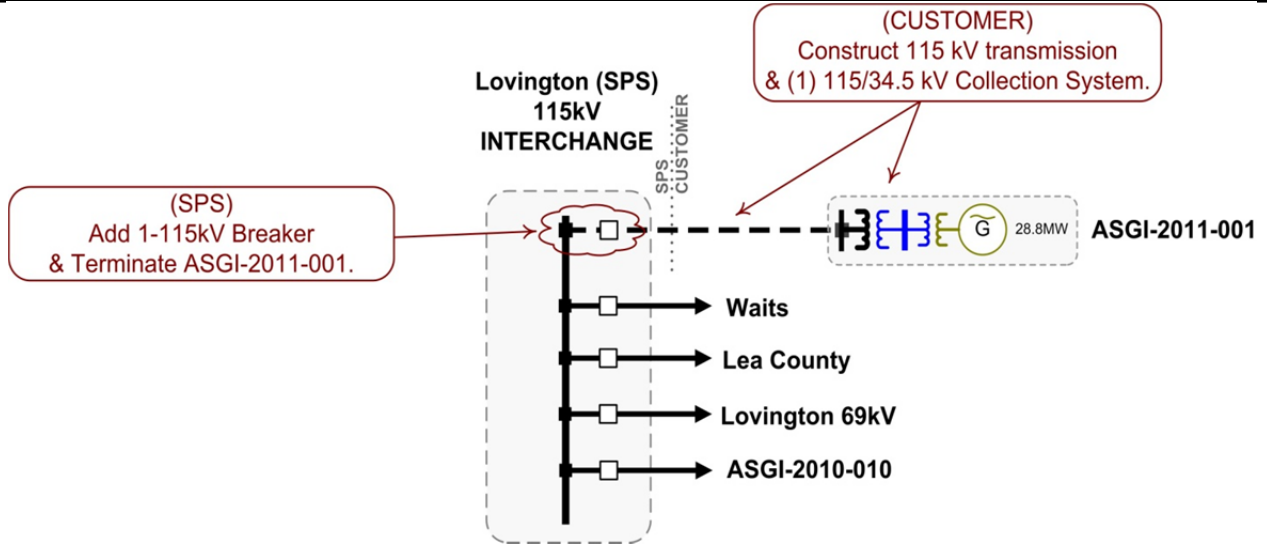 (CUSTOMER)
Construct 115 kV transmission
& (1) 115/34.5 kV Collection System.
Lovington (SPS)
115kV
INTERCHANGE
SPS
CUSTOMER
(SPS)
Add 1-115kV Breaker
& Terminate ASGI-2011-001.
G
28.8MW
ASGI-2011-001
Waits
Lea County
Lovington 69kV
ASGI-2010-010